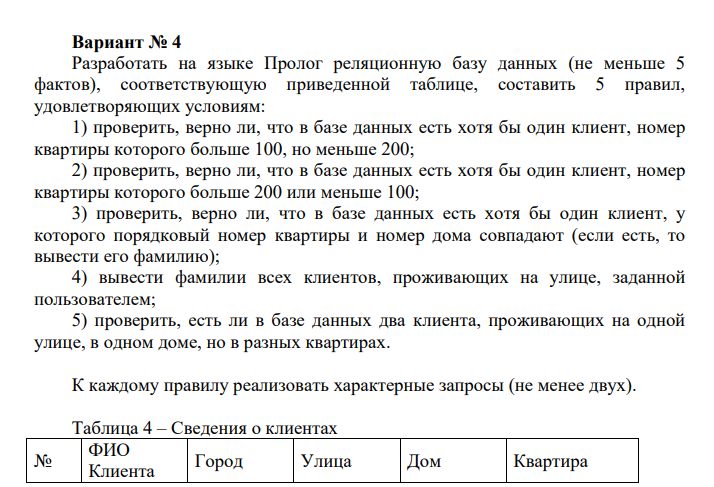 Вариант № 4
Разработать на языке Пролог реляционную базу данных (не меньше 5
фактов), соответствующую приведенной таблице, составить 5 правил,
удовлетворяющих условиям:
1) проверить, верно ли, что в базе данных есть хотя бы один клиент, номер
квартиры которого больше 100, но меньше 200;
2) проверить, верно ли, что в базе данных есть хотя бы один клиент, номер
квартиры которого больше 200 или меньше 100;
3) проверить, верно ли, что в базе данных есть хотя бы один клиент, у
которого порядковый номер квартиры и номер дома совпадают (если есть, то
вывести его фамилию);
4) вывести фамилии всех клиентов, проживающих на улице, заданной
пользователем;
5) проверить, есть ли в базе данных два клиента, проживающих на одной
улице, в одном доме, но в разных квартирах.
К каждому правилу реализовать характерные запросы (не менее двух).
Таблица 4 – Сведения о клиентах
№ ФИО Клиента Город Улица Дом Квартира